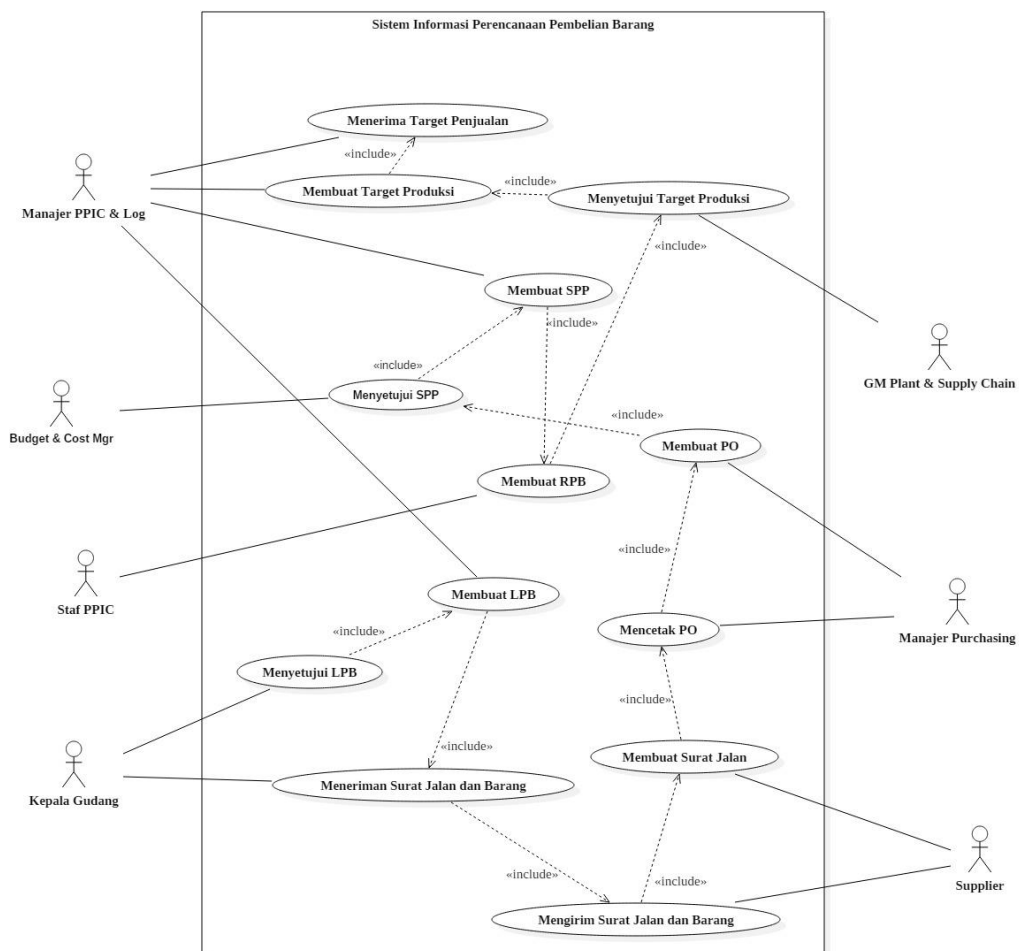 Sistem Informasi Perencanaan Pembelian Barang
Menerima Target Penjualan
«include»
Membuat Target Produksi
«include»
Menyetujui Target Produksi
Manajer PPIC & Log
«include»
Membuat SPP
«include»
«include»
Menyetujui SPP
GM Plant & Supply Chain
Budget & Cost Mgr
«include»
Membuat PO
Membuat RPB
«include»
Staf PPIC
Membuat LPB
Mencetak PO
Manajer Purchasing
«include»
Menyetujui LPB
«include»
«include»
Membuat Surat Jalan
Kepala Gudang
Meneriman Surat Jalan dan Barang
«include»
«include»
Supplier
Mengirim Surat Jalan dan Barang